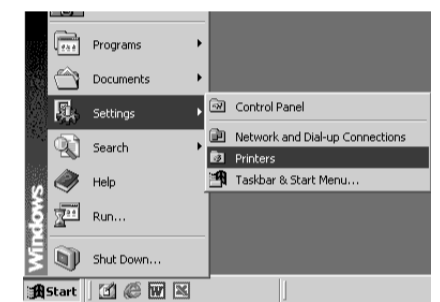 Programs
Documents
Settings
Control Panel
Network and Dial-up Connections
Printers
Taskbar & Start Menu...
Search
Help
Run...
Shut Down...
Windows
Start